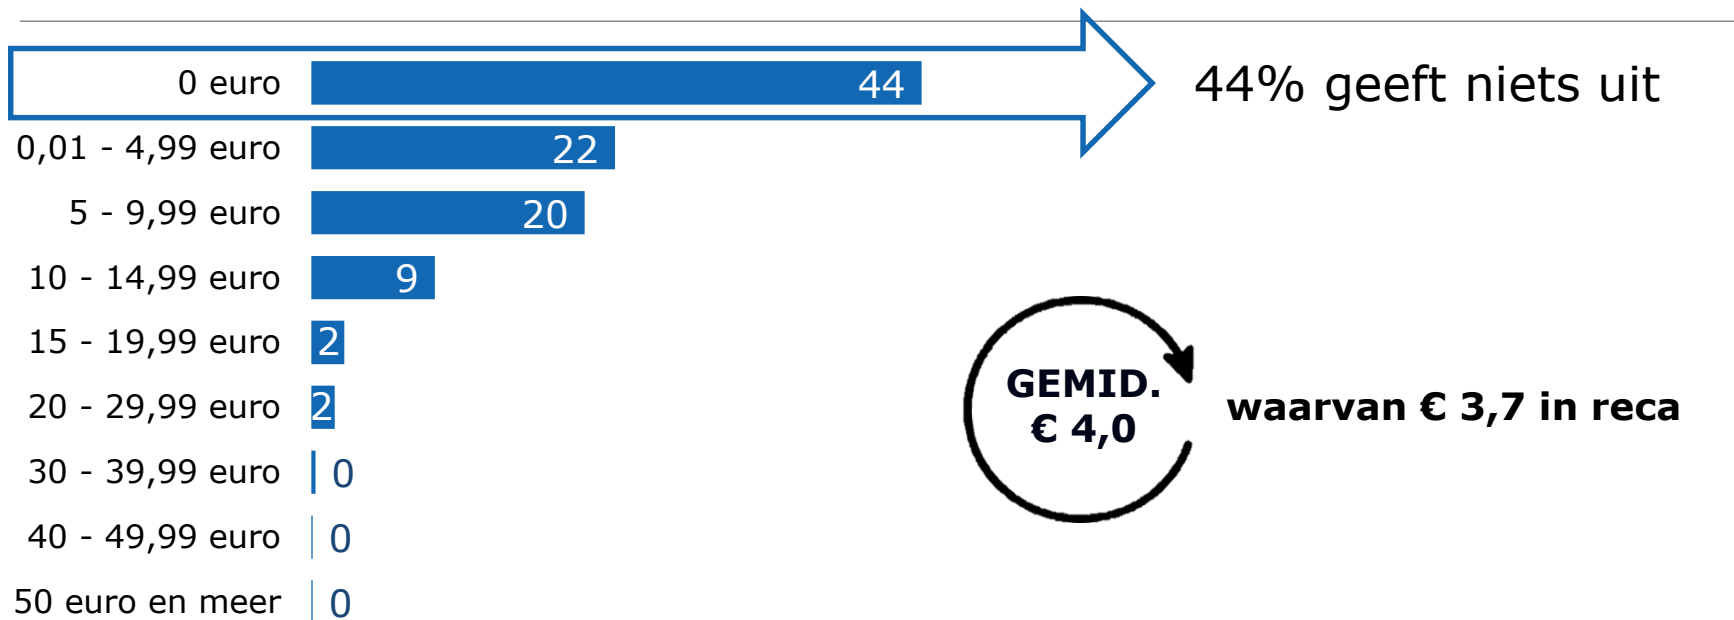 0 euro 44 44% geeft niets uit
0,01 - 4,99 euro 22
5 - 9,99 euro 20
10 - 14,99 euro 9
15 - 19,99 euro 2
20 - 29,99 euro 2
30 - 39,99 euro 0
40 - 49,99 euro 0
50 euro en meer 0
GEMID.
€ 4,0
waarvan € 3,7 in reca